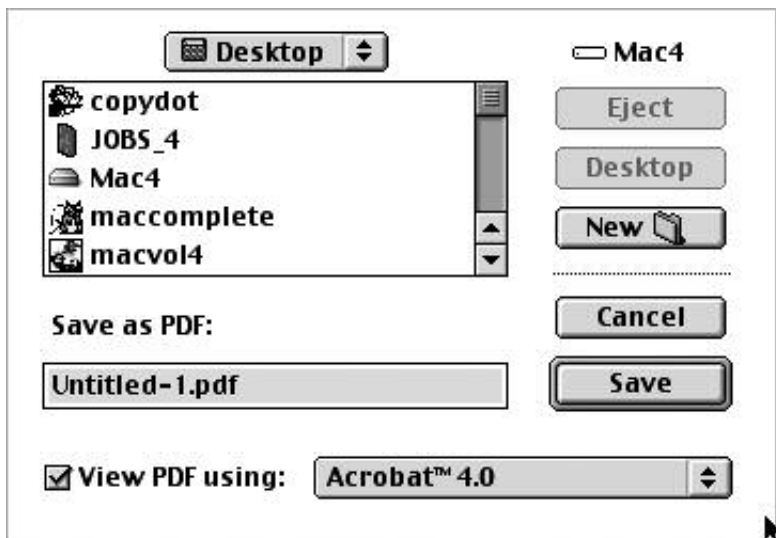 Desktop
Mac4
copydot
JOBS_4
Mac4
maccomplete
macvol4
Eject
Desktop
New
Save as PDF:
Cancel
Untitled-1.pdf
Save
View PDF using:
Acrobat™ 4.0